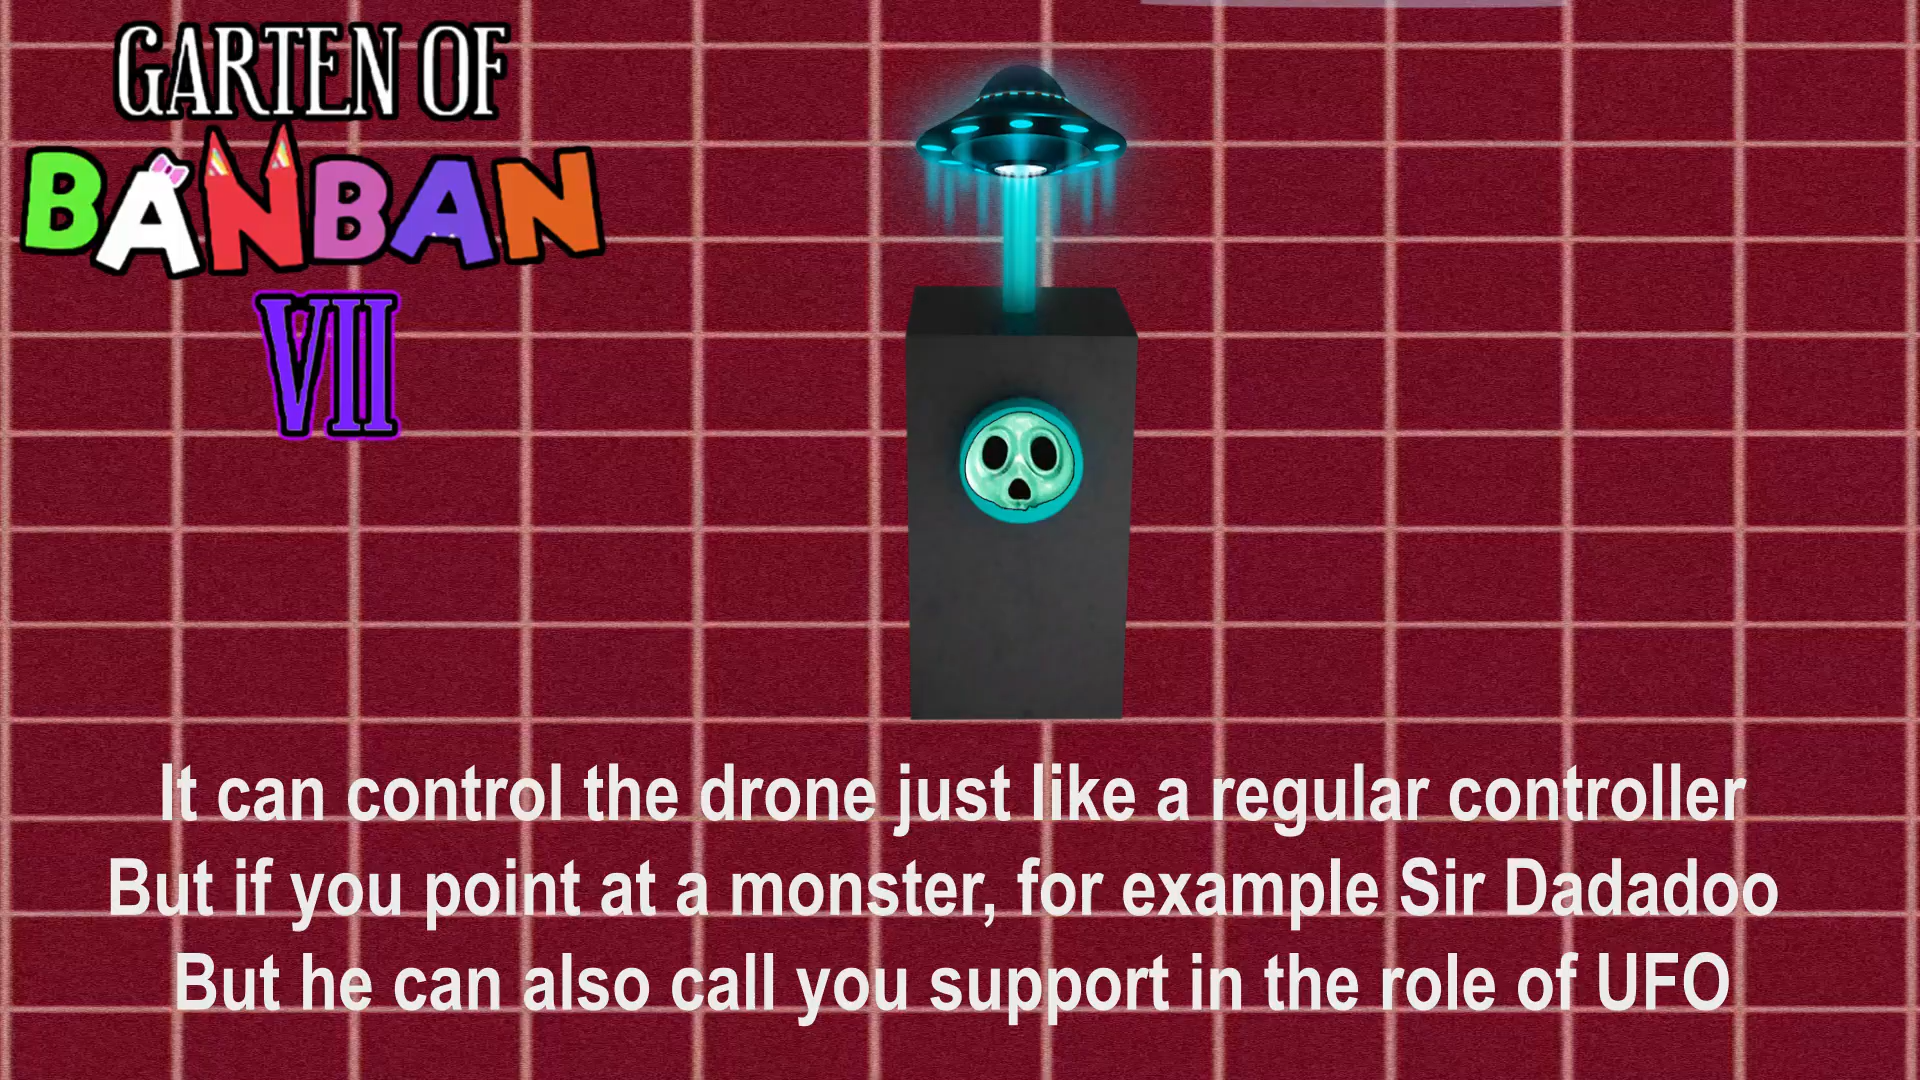 GARTEN OF
BANBAN
VII
It can control the drone just like a regular controller
But if you point at a monster, for example Sir Dadadoo
But he can also call you support in the role of UFO